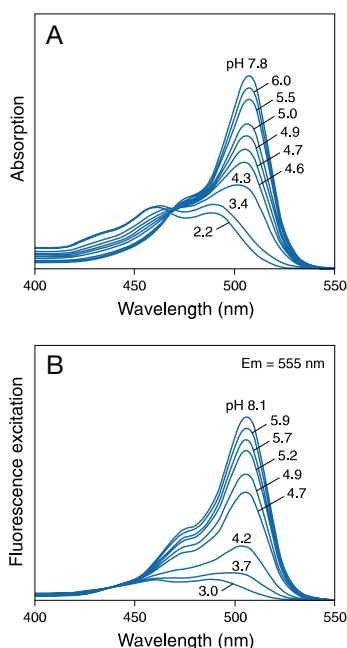 A
pH 7.8
6.0
5.5
5.0
4.9
4.7
4.6
4.3
3.4
2.2
Absorption
400 450 500 550
Wavelength (nm)
B
Em = 555 nm
pH 8.1
5.9
5.7
5.2
4.9
4.7
4.2
3.7
3.0
Fluorescence excitation
400 450 500 550
Wavelength (nm)